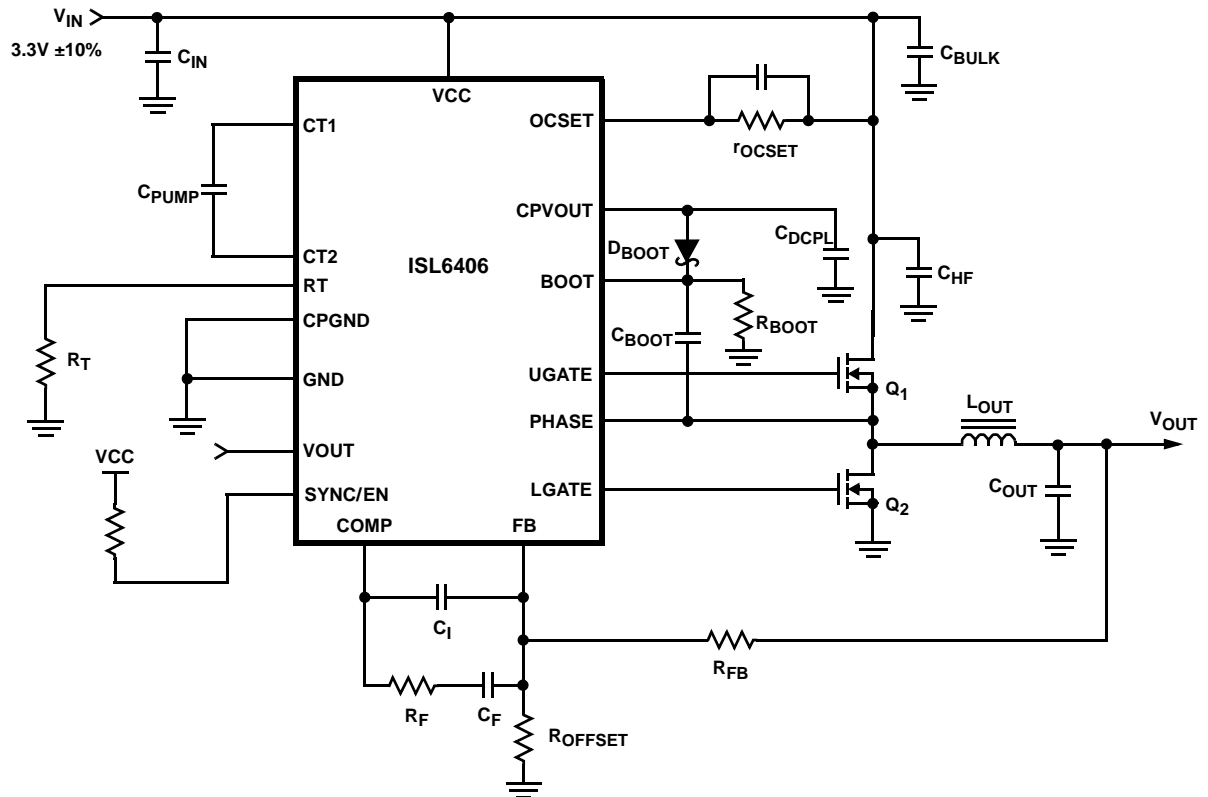 VIN
3.3V ±10%
CIN
CBULK
VCC
OCSET
rOCSET
CT1
CPUMP
CT2
CPVOUT
DBOOT
CDCPL
ISL6406
BOOT
RT
CHF
CPGND
CBOOT
RBOOT
RT
GND
UGATE
Q1
PHASE
LOUT
VOUT
VOUT
VCC
SYNC/EN
LGATE
Q2
COUT
COMP
FB
CI
RFB
RF
CF
ROFFSET